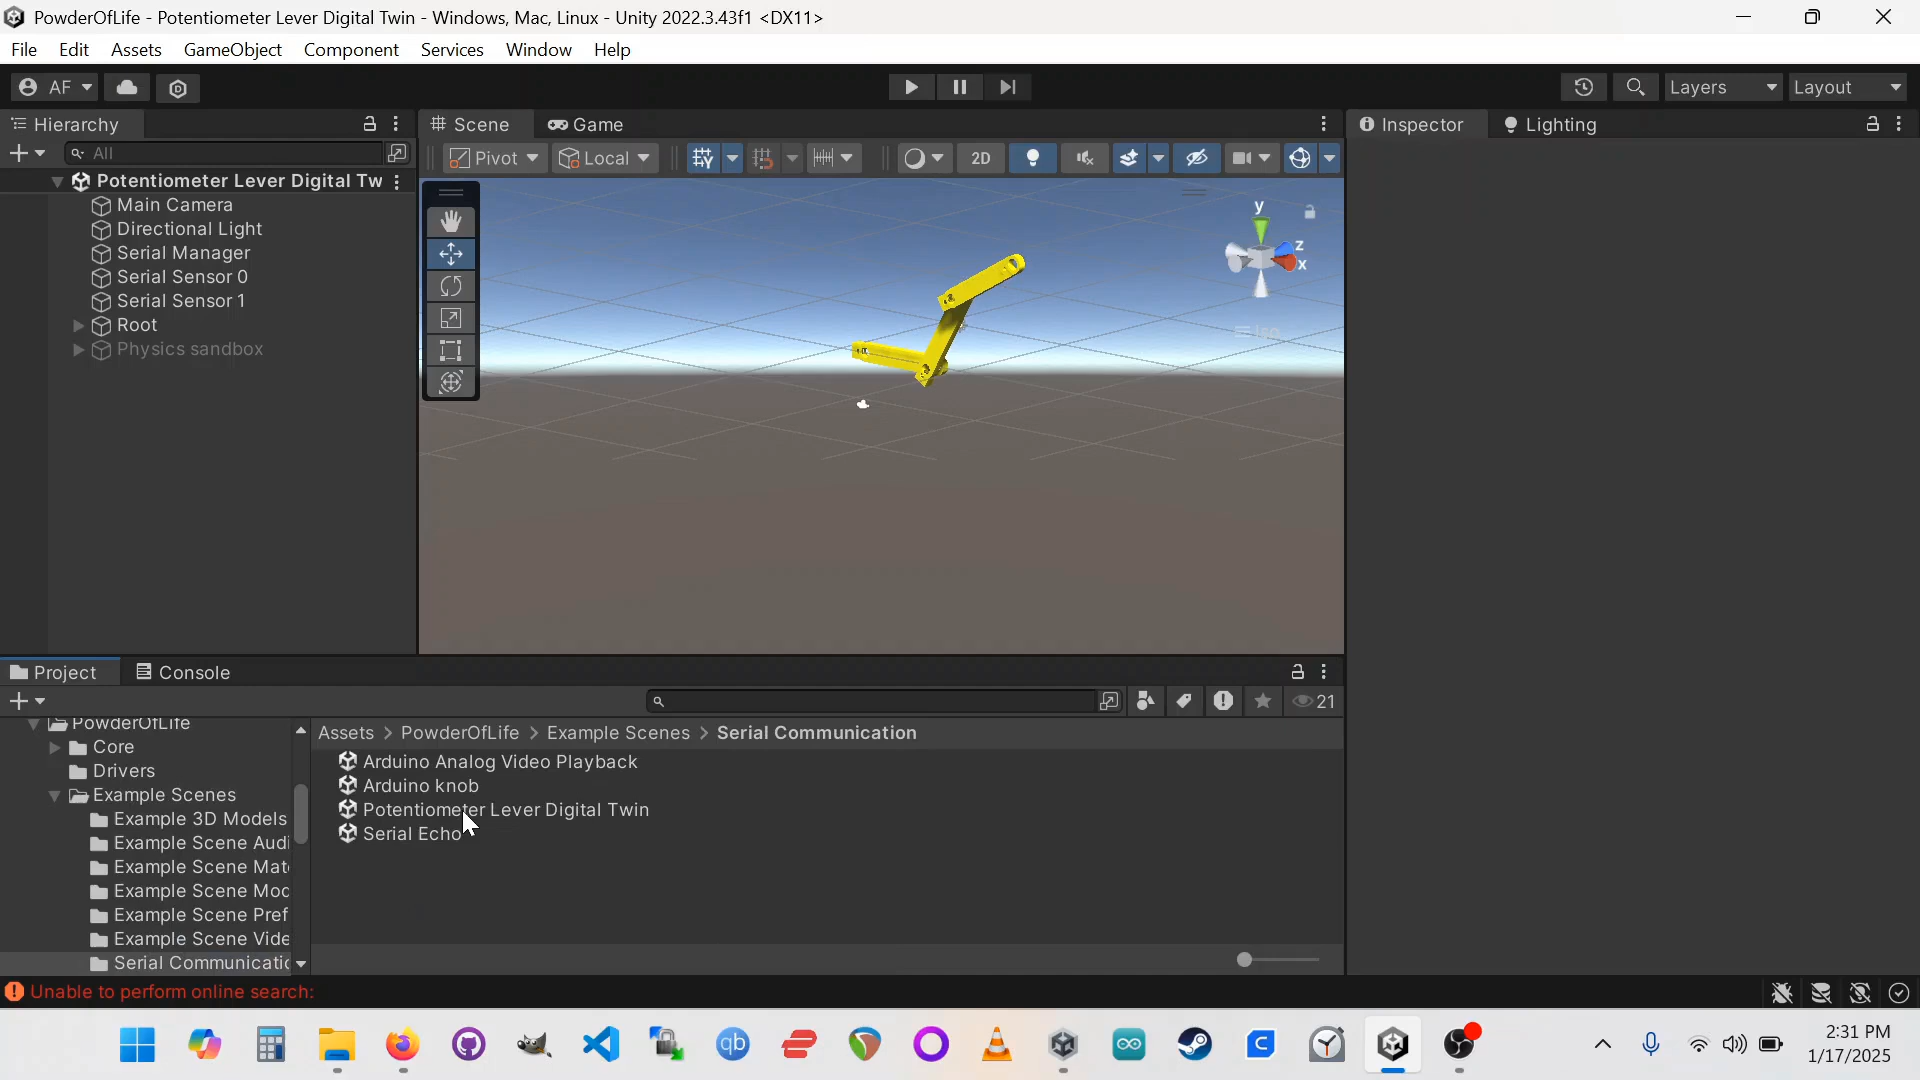 PowderOfLife - Potentiometer Lever Digital Twin - Windows, Mac, Linux - Unity 2022.3.43f1 <DX11>
File Edit Assets GameObject Component Services Window Help
AF Layers Layout
Hierarchy Scene Game Inspector Lighting
All Pivot Local 2D
Potentiometer Lever Digital Tw
Main Camera
Directional Light
Serial Manager
Serial Sensor 0
Serial Sensor 1
Root
Physics sandbox
y
z
x
Iso
Project Console
21
PowderOfLife
Core
Drivers
Example Scenes
Example 3D Models
Example Scene Audi
Example Scene Mat
Example Scene Mod
Example Scene Pref
Example Scene Vide
Serial Communicatio
Assets > PowderOfLife > Example Scenes > Serial Communication
Arduino Analog Video Playback
Arduino knob
Potentiometer Lever Digital Twin
Serial Echo
Unable to perform online search:
qb
2:31 PM
1/17/2025